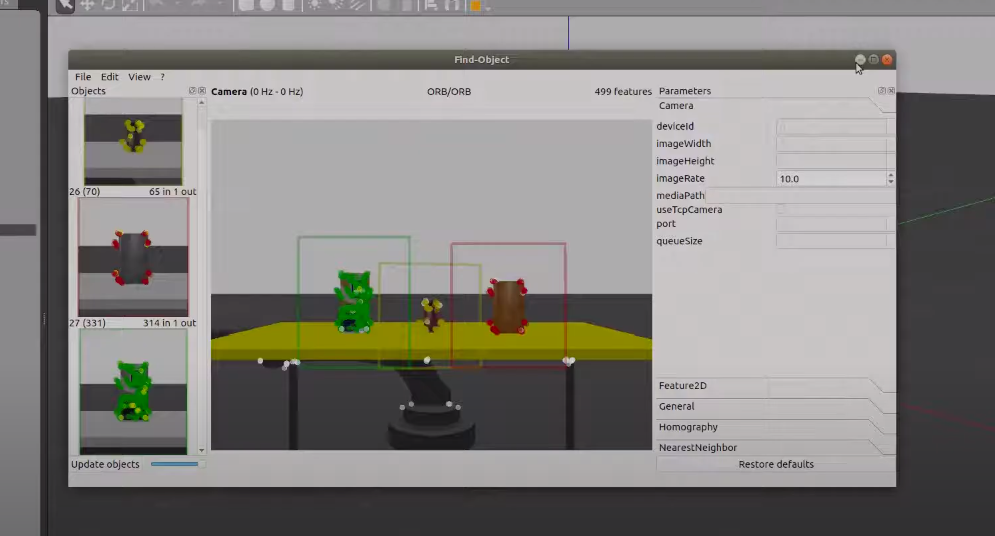 Find-Object
File Edit View ?
Objects
Camera (0 Hz - 0 Hz) ORB/ORB 499 features
Parameters
Camera
deviceId
imageWidth
imageHeight
imageRate 10.0
mediaPath
useTcpCamera
port
queueSize
26 (70) 65 in 1 out
27 (331) 314 in 1 out
Feature2D
General
Homography
NearestNeighbor
Update objects
Restore defaults